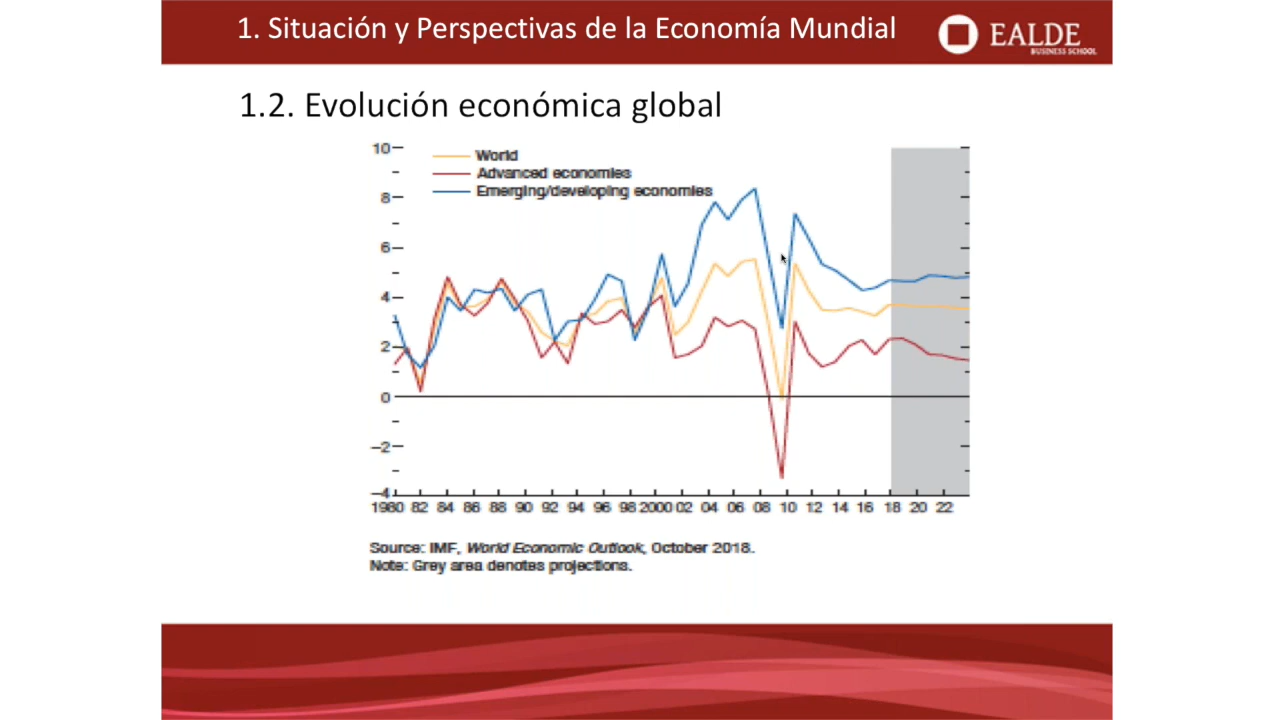 1. Situación y Perspectivas de la Economía Mundial
EALDE
BUSINESS SCHOOL
1.2. Evolución económica global
World
Advanced economies
Emerging/developing economies
10
8
6
4
2
0
–2
–4
1980 82 84 86 88 90 92 94 96 98 2000 02 04 06 08 10 12 14 16 18 20 22
Source: IMF, World Economic Outlook, October 2018.
Note: Grey area denotes projections.